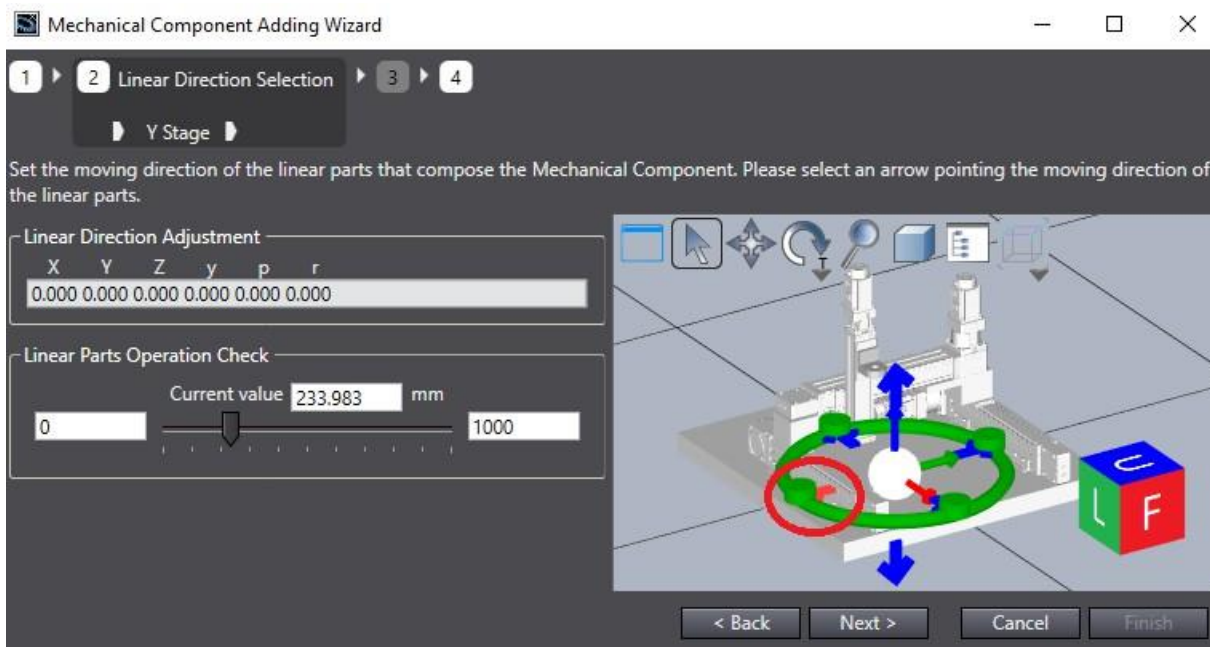 Mechanical Component Adding Wizard
1 2 Linear Direction Selection 3 4
Y Stage
Set the moving direction of the linear parts that compose the Mechanical Component. Please select an arrow pointing the moving direction of
the linear parts.
Linear Direction Adjustment
X Y Z y p r
0.000 0.000 0.000 0.000 0.000 0.000
Linear Parts Operation Check
Current value 233.983 mm
0 1000
T
U
L F
< Back Next > Cancel Finish